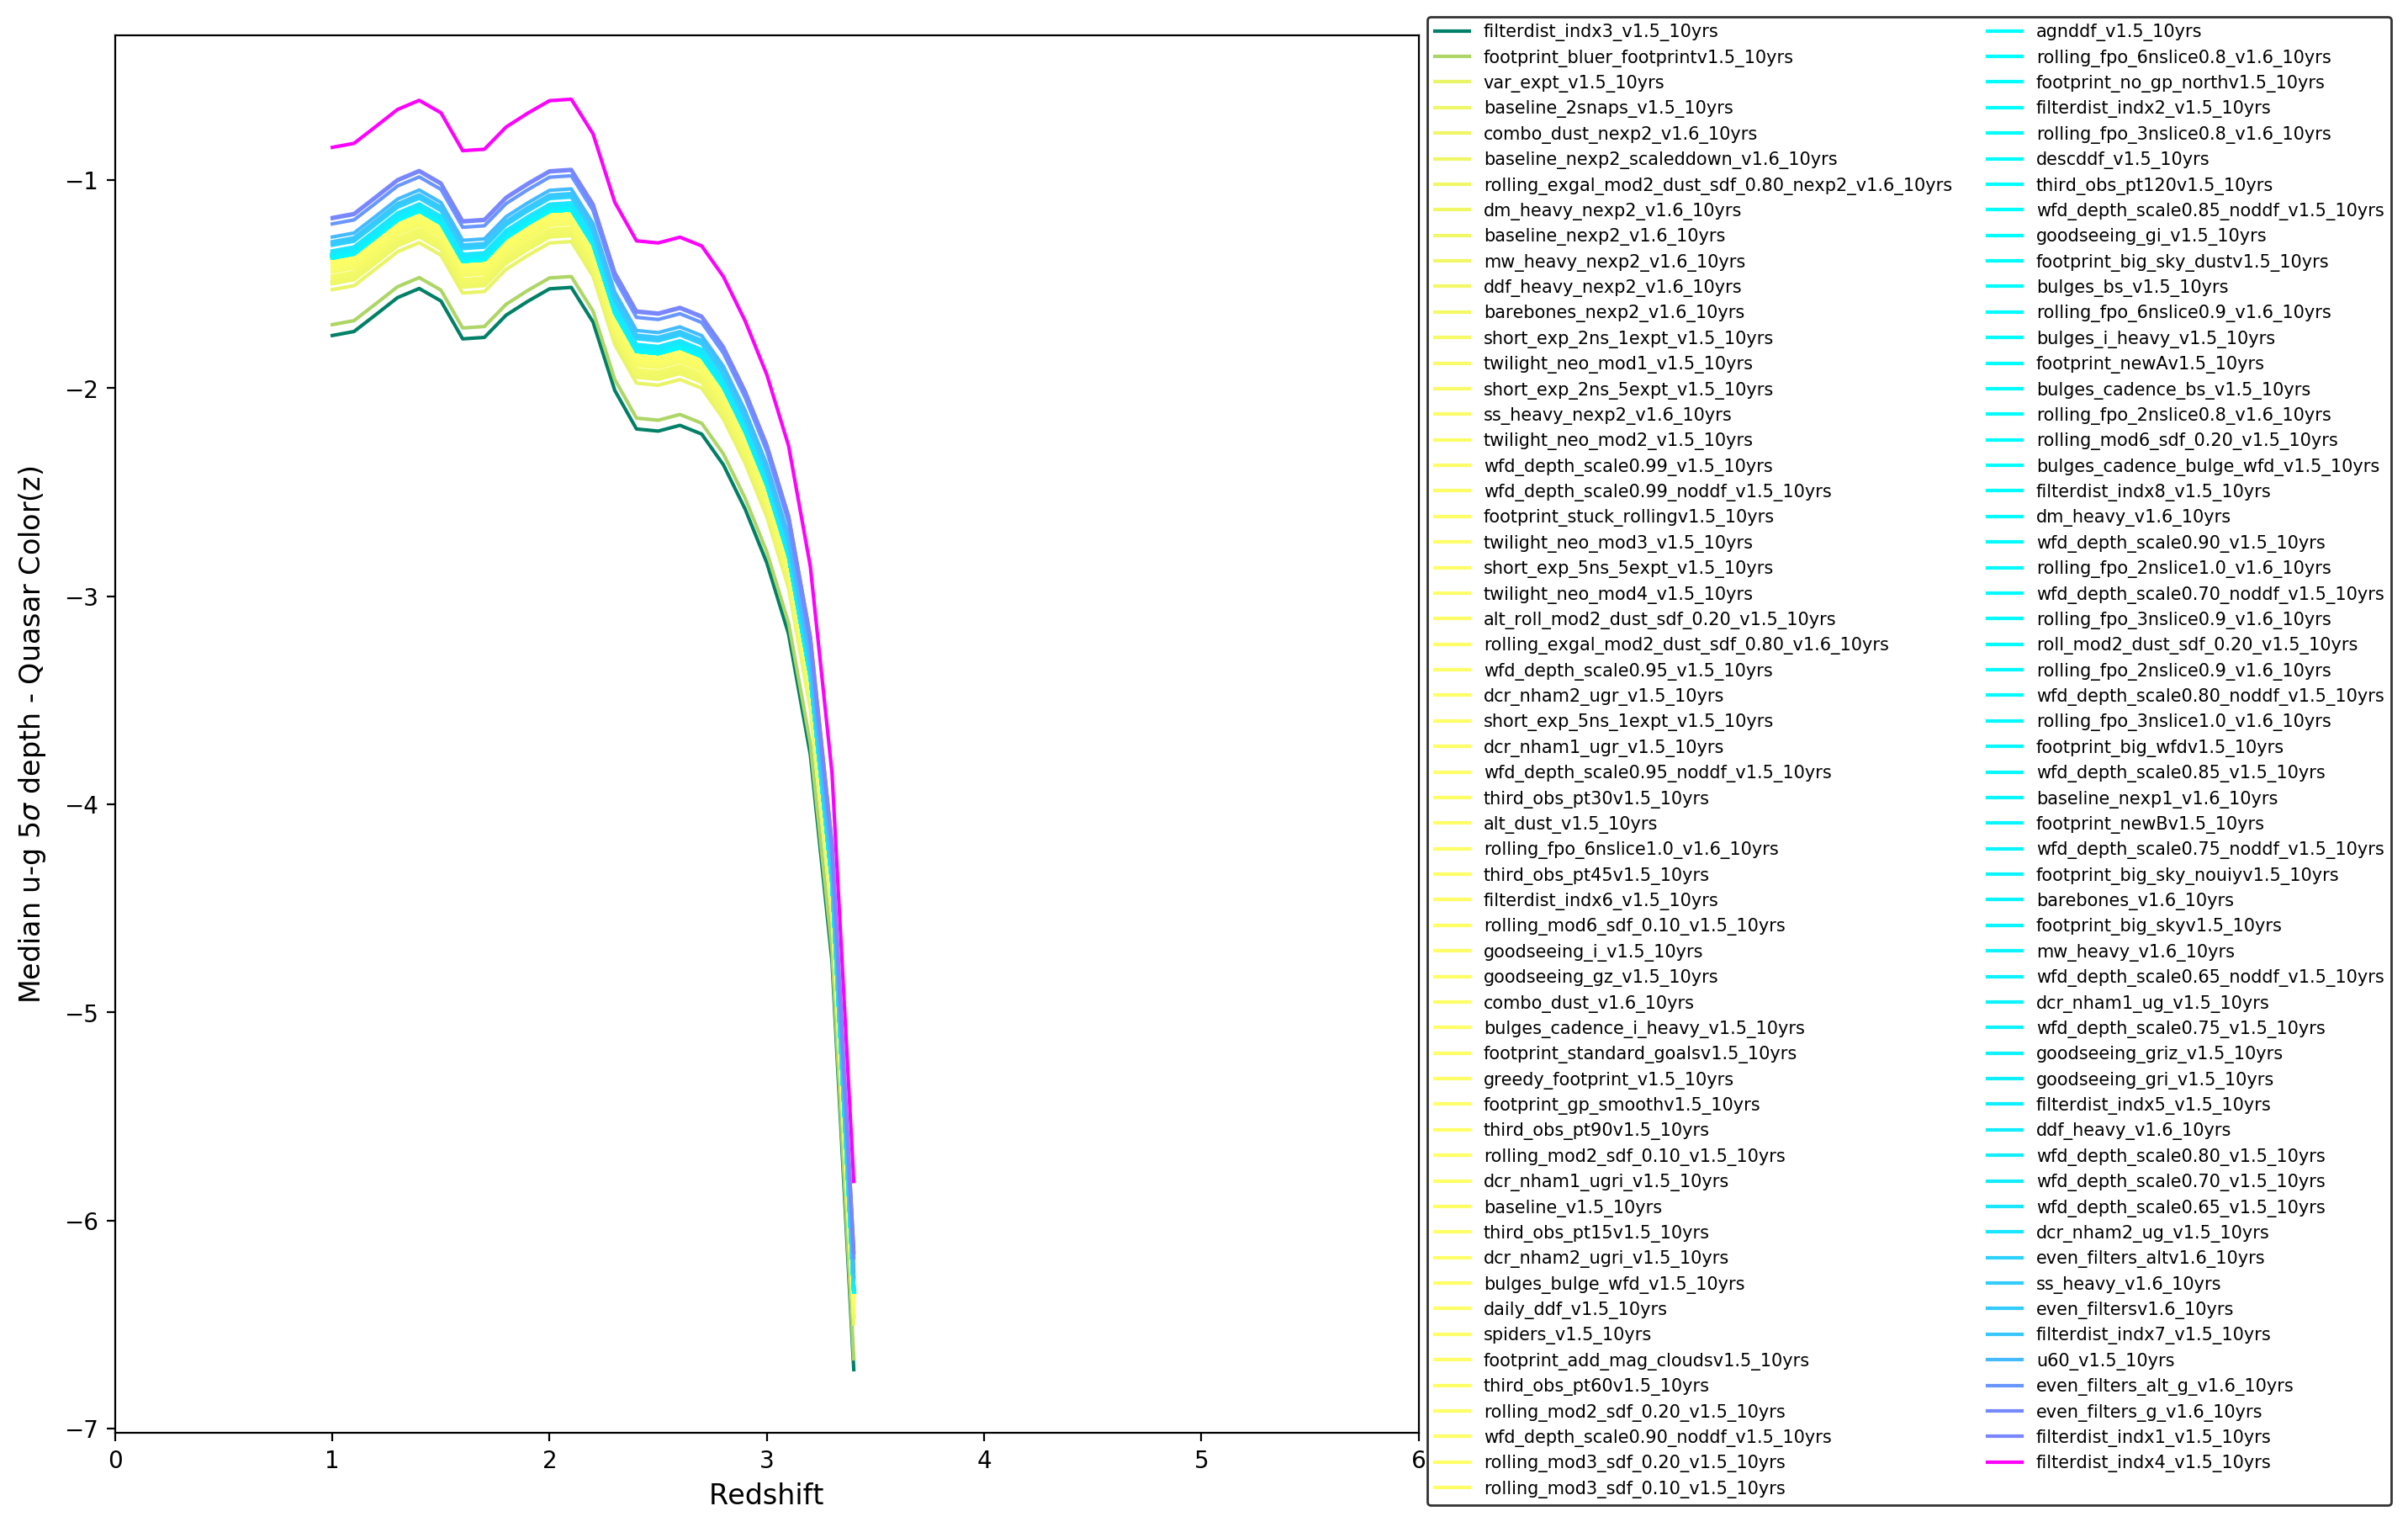 Median u-g 5σ depth - Quasar Color(z)
−1
−2
−3
−4
−5
−6
−7
0 1 2 3 4 5 6
Redshift
filterdist_indx3_v1.5_10yrs
footprint_bluer_footprintv1.5_10yrs
var_expt_v1.5_10yrs
baseline_2snaps_v1.5_10yrs
combo_dust_nexp2_v1.6_10yrs
baseline_nexp2_scaleddown_v1.6_10yrs
rolling_exgal_mod2_dust_sdf_0.80_nexp2_v1.6_10yrs
dm_heavy_nexp2_v1.6_10yrs
baseline_nexp2_v1.6_10yrs
mw_heavy_nexp2_v1.6_10yrs
ddf_heavy_nexp2_v1.6_10yrs
barebones_nexp2_v1.6_10yrs
short_exp_2ns_1expt_v1.5_10yrs
twilight_neo_mod1_v1.5_10yrs
short_exp_2ns_5expt_v1.5_10yrs
ss_heavy_nexp2_v1.6_10yrs
twilight_neo_mod2_v1.5_10yrs
wfd_depth_scale0.99_v1.5_10yrs
wfd_depth_scale0.99_noddf_v1.5_10yrs
footprint_stuck_rollingv1.5_10yrs
twilight_neo_mod3_v1.5_10yrs
short_exp_5ns_5expt_v1.5_10yrs
twilight_neo_mod4_v1.5_10yrs
alt_roll_mod2_dust_sdf_0.20_v1.5_10yrs
rolling_exgal_mod2_dust_sdf_0.80_v1.6_10yrs
wfd_depth_scale0.95_v1.5_10yrs
dcr_nham2_ugr_v1.5_10yrs
short_exp_5ns_1expt_v1.5_10yrs
dcr_nham1_ugr_v1.5_10yrs
wfd_depth_scale0.95_noddf_v1.5_10yrs
third_obs_pt30v1.5_10yrs
alt_dust_v1.5_10yrs
rolling_fpo_6nslice1.0_v1.6_10yrs
third_obs_pt45v1.5_10yrs
filterdist_indx6_v1.5_10yrs
rolling_mod6_sdf_0.10_v1.5_10yrs
goodseeing_i_v1.5_10yrs
goodseeing_gz_v1.5_10yrs
combo_dust_v1.6_10yrs
bulges_cadence_i_heavy_v1.5_10yrs
footprint_standard_goalsv1.5_10yrs
greedy_footprint_v1.5_10yrs
footprint_gp_smoothv1.5_10yrs
third_obs_pt90v1.5_10yrs
rolling_mod2_sdf_0.10_v1.5_10yrs
dcr_nham1_ugri_v1.5_10yrs
baseline_v1.5_10yrs
third_obs_pt15v1.5_10yrs
dcr_nham2_ugri_v1.5_10yrs
bulges_bulge_wfd_v1.5_10yrs
daily_ddf_v1.5_10yrs
spiders_v1.5_10yrs
footprint_add_mag_cloudsv1.5_10yrs
third_obs_pt60v1.5_10yrs
rolling_mod2_sdf_0.20_v1.5_10yrs
wfd_depth_scale0.90_noddf_v1.5_10yrs
rolling_mod3_sdf_0.20_v1.5_10yrs
rolling_mod3_sdf_0.10_v1.5_10yrs
agnddf_v1.5_10yrs
rolling_fpo_6nslice0.8_v1.6_10yrs
footprint_no_gp_northv1.5_10yrs
filterdist_indx2_v1.5_10yrs
rolling_fpo_3nslice0.8_v1.6_10yrs
descddf_v1.5_10yrs
third_obs_pt120v1.5_10yrs
wfd_depth_scale0.85_noddf_v1.5_10yrs
goodseeing_gi_v1.5_10yrs
footprint_big_sky_dustv1.5_10yrs
bulges_bs_v1.5_10yrs
rolling_fpo_6nslice0.9_v1.6_10yrs
bulges_i_heavy_v1.5_10yrs
footprint_newAv1.5_10yrs
bulges_cadence_bs_v1.5_10yrs
rolling_fpo_2nslice0.8_v1.6_10yrs
rolling_mod6_sdf_0.20_v1.5_10yrs
bulges_cadence_bulge_wfd_v1.5_10yrs
filterdist_indx8_v1.5_10yrs
dm_heavy_v1.6_10yrs
wfd_depth_scale0.90_v1.5_10yrs
rolling_fpo_2nslice1.0_v1.6_10yrs
wfd_depth_scale0.70_noddf_v1.5_10yrs
rolling_fpo_3nslice0.9_v1.6_10yrs
roll_mod2_dust_sdf_0.20_v1.5_10yrs
rolling_fpo_2nslice0.9_v1.6_10yrs
wfd_depth_scale0.80_noddf_v1.5_10yrs
rolling_fpo_3nslice1.0_v1.6_10yrs
footprint_big_wfdv1.5_10yrs
wfd_depth_scale0.85_v1.5_10yrs
baseline_nexp1_v1.6_10yrs
footprint_newBv1.5_10yrs
wfd_depth_scale0.75_noddf_v1.5_10yrs
footprint_big_sky_nouiyv1.5_10yrs
barebones_v1.6_10yrs
footprint_big_skyv1.5_10yrs
mw_heavy_v1.6_10yrs
wfd_depth_scale0.65_noddf_v1.5_10yrs
dcr_nham1_ug_v1.5_10yrs
wfd_depth_scale0.75_v1.5_10yrs
goodseeing_griz_v1.5_10yrs
goodseeing_gri_v1.5_10yrs
filterdist_indx5_v1.5_10yrs
ddf_heavy_v1.6_10yrs
wfd_depth_scale0.80_v1.5_10yrs
wfd_depth_scale0.70_v1.5_10yrs
wfd_depth_scale0.65_v1.5_10yrs
dcr_nham2_ug_v1.5_10yrs
even_filters_altv1.6_10yrs
ss_heavy_v1.6_10yrs
even_filtersv1.6_10yrs
filterdist_indx7_v1.5_10yrs
u60_v1.5_10yrs
even_filters_alt_g_v1.6_10yrs
even_filters_g_v1.6_10yrs
filterdist_indx1_v1.5_10yrs
filterdist_indx4_v1.5_10yrs